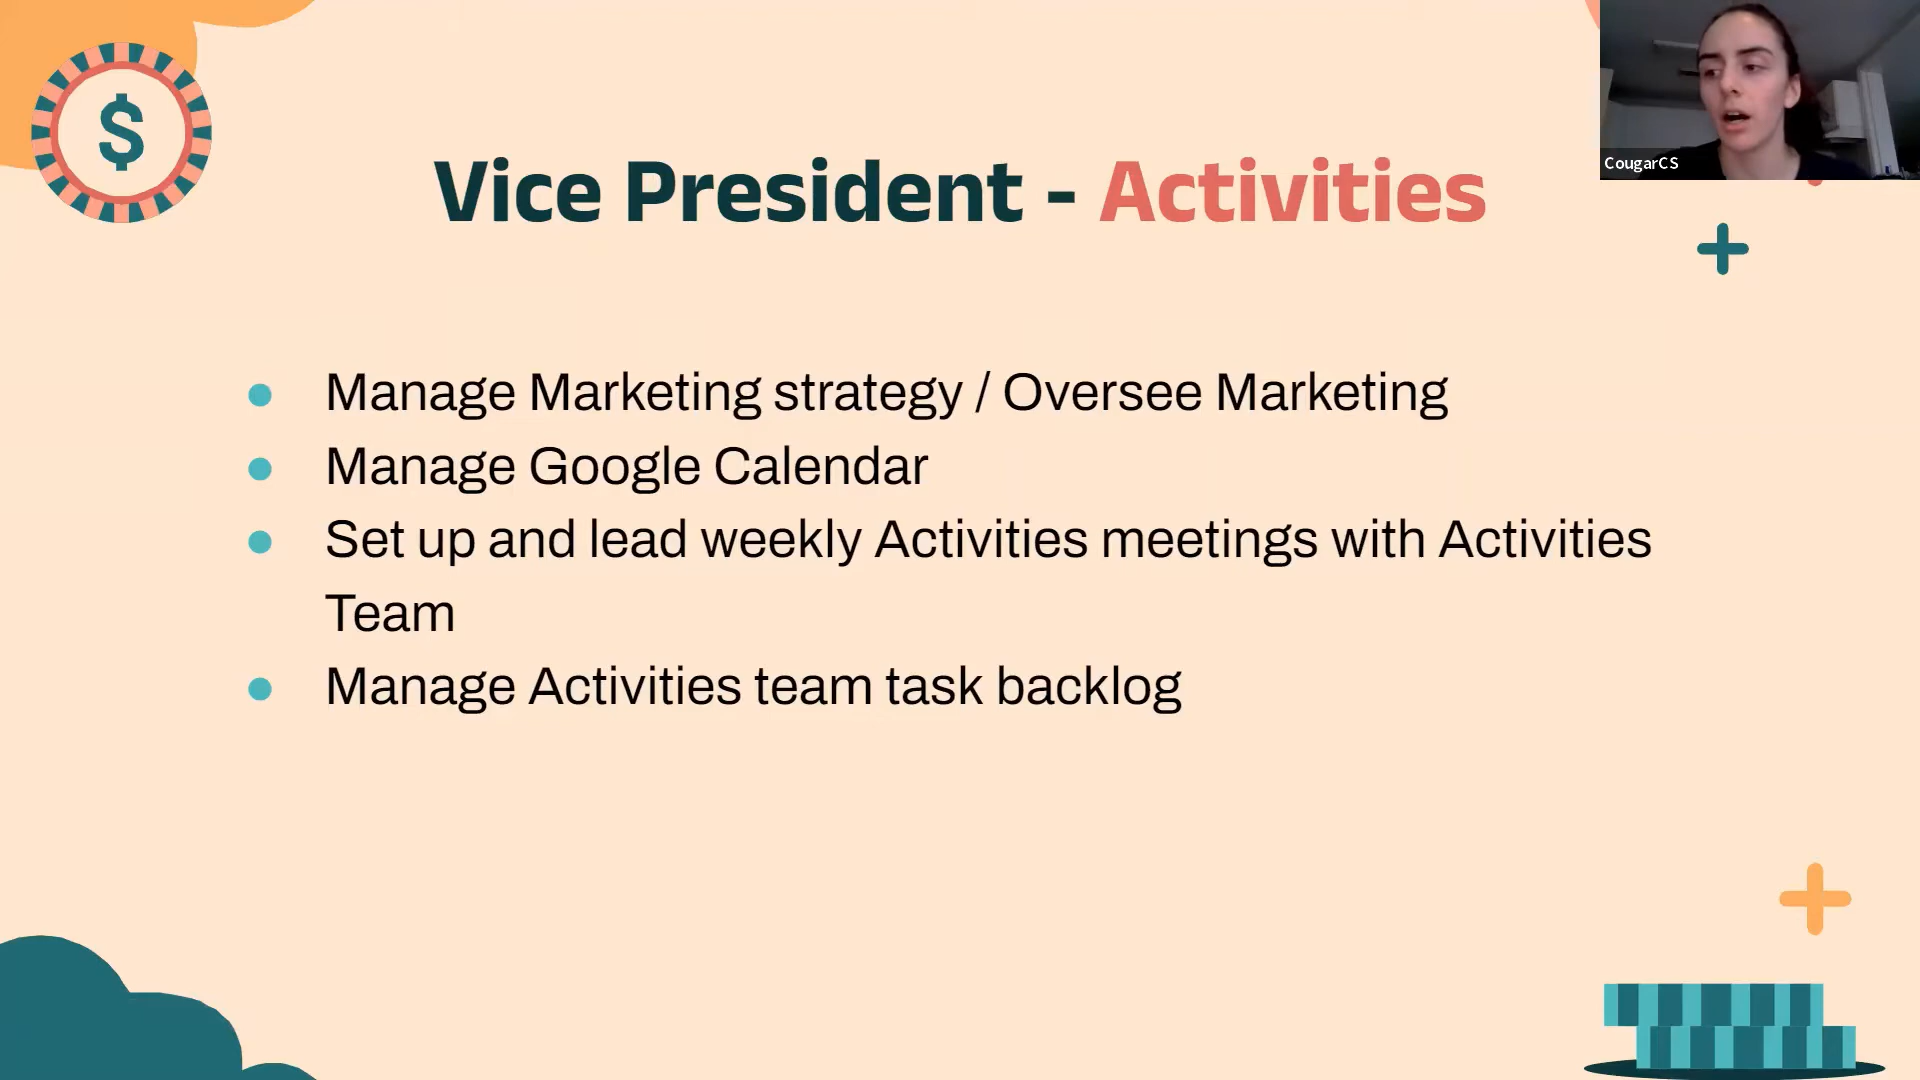 $
CougarCS
Vice President - Activities
Manage Marketing strategy / Oversee Marketing
Manage Google Calendar
Set up and lead weekly Activities meetings with Activities
Team
Manage Activities team task backlog